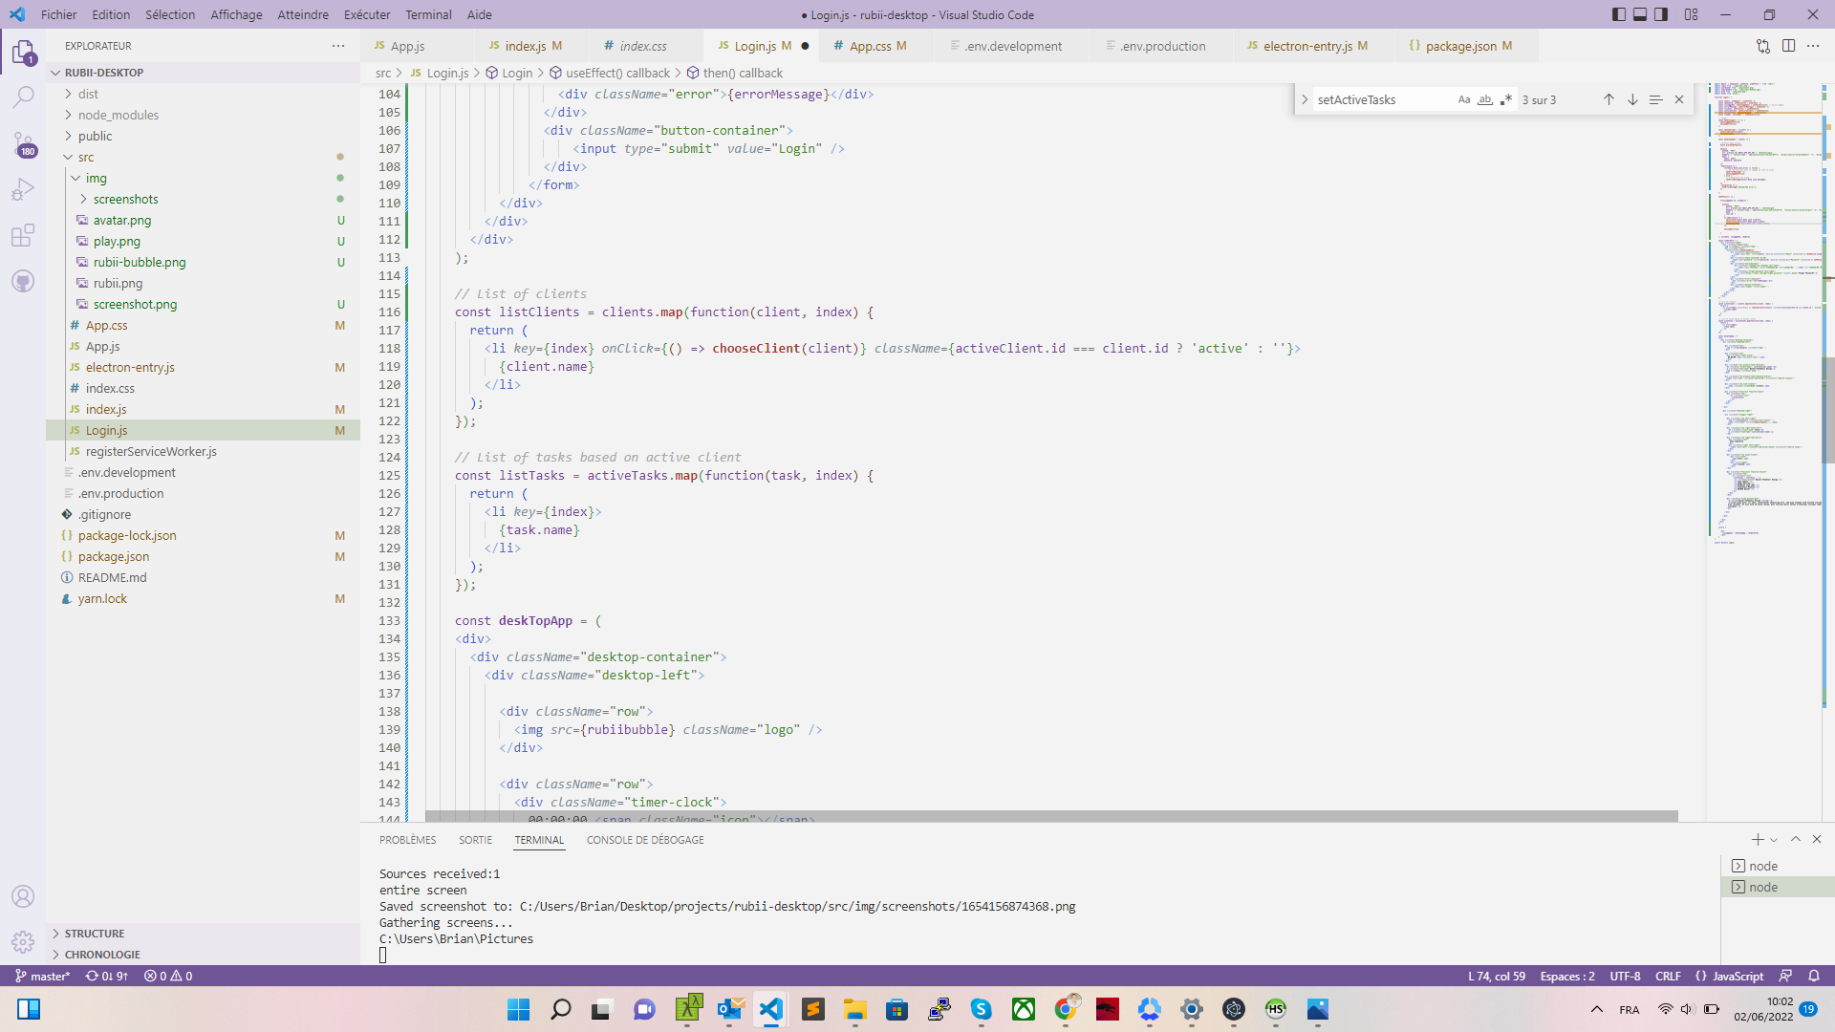 Fichier Edition Sélection Affichage Atteindre Exécuter Terminal Aide
● Login.js - rubii-desktop - Visual Studio Code
EXPLORATEUR
RUBII-DESKTOP
dist
node_modules
public
src
img
screenshots
avatar.png U
play.png U
rubii-bubble.png U
rubii.png
screenshot.png U
# App.css M
JS App.js
JS electron-entry.js M
# index.css
JS index.js M
JS Login.js M
JS registerServiceWorker.js
.env.development
.env.production
.gitignore
{} package-lock.json M
{} package.json M
README.md
yarn.lock M
STRUCTURE
CHRONOLOGIE
1
180
JS App.js JS index.js M # index.css JS Login.js M ● # App.css M .env.development .env.production JS electron-entry.js M {} package.json M
src > JS Login.js > Login > useEffect() callback > then() callback
setActiveTasks Aa ab .* 3 sur 3
104 <div className="error">{errorMessage}</div>
105 </div>
106 <div className="button-container">
107 <input type="submit" value="Login" />
108 </div>
109 </form>
110 </div>
111 </div>
112 </div>
113 );
114
115 // List of clients
116 const listClients = clients.map(function(client, index) {
117 return (
118 <li key={index} onClick={() => chooseClient(client)} className={activeClient.id === client.id ? 'active' : ''}>
119 {client.name}
120 </li>
121 );
122 });
123
124 // List of tasks based on active client
125 const listTasks = activeTasks.map(function(task, index) {
126 return (
127 <li key={index}>
128 {task.name}
129 </li>
130 );
131 });
132
133 const deskTopApp = (
134 <div>
135 <div className="desktop-container">
136 <div className="desktop-left">
137
138 <div className="row">
139 <img src={rubiibubble} className="logo" />
140 </div>
141
142 <div className="row">
143 <div className="timer-clock">
144 00:00:00 <span className="icon"></span>
PROBLÈMES SORTIE TERMINAL CONSOLE DE DÉBOGAGE
Sources received:1
entire screen
Saved screenshot to: C:/Users/Brian/Desktop/projects/rubii-desktop/src/img/screenshots/1654156874368.png
Gathering screens...
C:\Users\Brian\Pictures
node
node
master* 0↓ 9↑ 0 0
L 74, col 59 Espaces : 2 UTF-8 CRLF {} JavaScript
FRA
10:02
02/06/2022
19